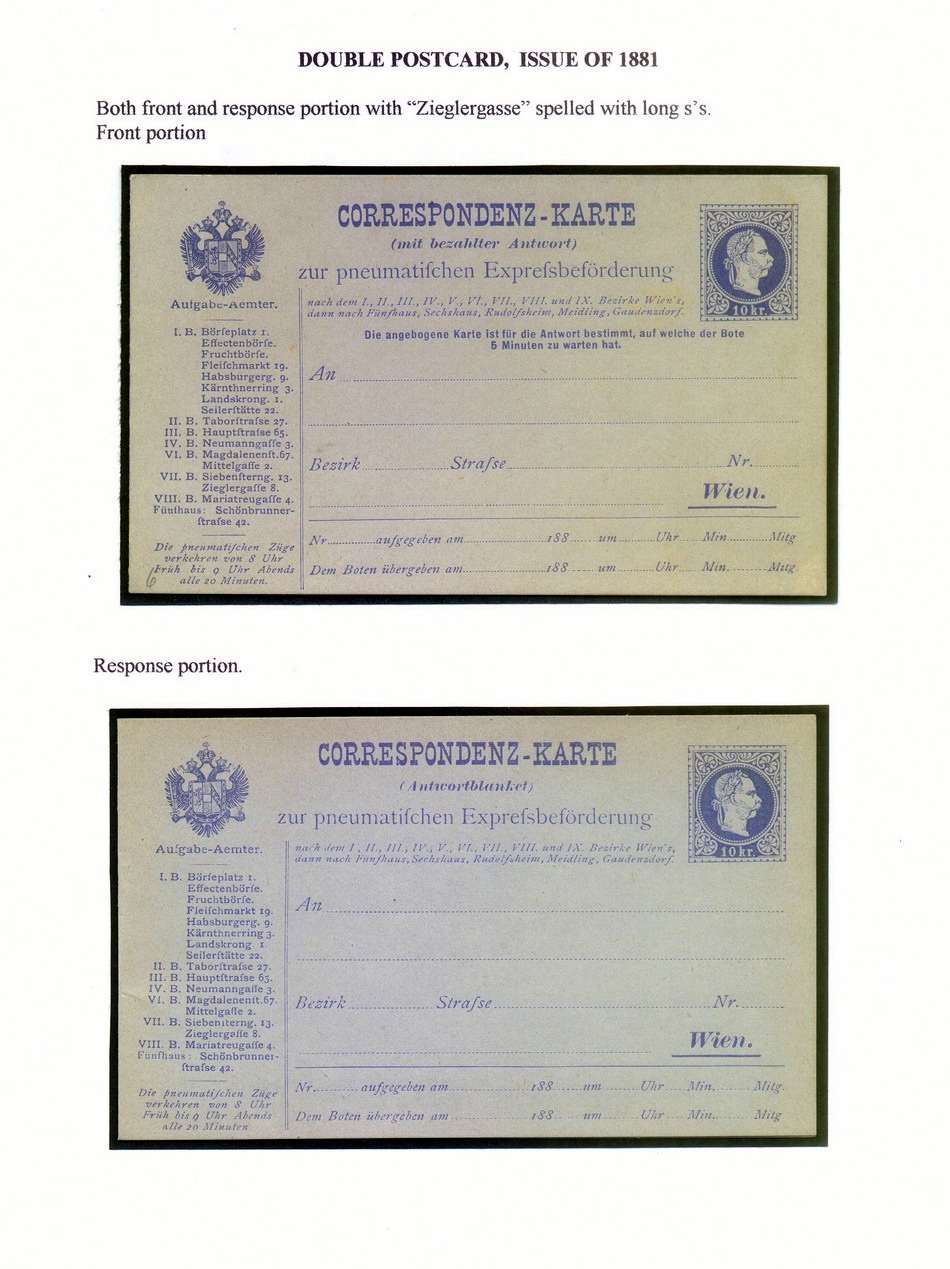 DOUBLE POSTCARD, ISSUE OF 1881
Both front and response portion with “Zieglergasse” spelled with long s’s.
Front portion
CORRESPONDENZ-KARTE
(mit bezahlter Antwort)
zur pneumatiſchen Expreſsbeförderung
nach dem I., II., III., IV., V., VI., VII., VIII. und IX. Bezirke Wien's,
dann nach Fünfhaus, Sechshaus, Rudolfsheim, Meidling, Gaudenzdorf.
Die angebogene Karte ist für die Antwort bestimmt, auf welche der Bote
5 Minuten zu warten hat.
10 kr.
Aufgabe-Aemter.
I. B. Börſeplatz 1.
Effectenbörſe.
Fruchtbörſe.
Fleiſchmarkt 19.
Habsburgerg. 9.
Kärnthnerring 3.
Landskrong. 1.
Seilerſtätte 22.
II. B. Taborſtraſse 27.
III. B. Hauptſtraſse 65.
IV. B. Neumanngaſſe 3.
VI. B. Magdalenenſt.67.
Mittelgaſſe 2.
VII. B. Siebenſterng. 13.
Zieglergaſſe 8.
VIII. B. Mariatreugaſſe 4.
Fünfhaus: Schönbrunner-
ſtraſse 42.
Die pneumatiſchen Züge
verkehren von 8 Uhr
Früh bis 9 Uhr Abends
alle 20 Minuten.
6
An
Bezirk Straſse Nr.
Wien.
Nr. aufgegeben am 188 um Uhr Min Mitg
Dem Boten übergeben am 188 um Uhr Min. Mitg.
Response portion.
CORRESPONDENZ-KARTE
(Antwortblanket)
zur pneumatiſchen Expreſsbeförderung
nach dem I., II., III., IV., V., VI., VII., VIII. und IX. Bezirke Wien's,
dann nach Fünfhaus, Sechshaus, Rudolfsheim, Meidling, Gaudenzdorf.
10 kr.
Aufgabe-Aemter.
I. B. Börſeplatz 1.
Effectenbörſe.
Fruchtbörſe.
Fleiſchmarkt 19.
Habsburgerg. 9.
Kärnthnerring 3.
Landskrong. 1
Seilerſtätte 22.
II. B. Taborſtraſse 27.
III. B. Hauptſtraſse 65.
IV. B. Neumanngaſſe 3.
VI. B. Magdalenenſt.67.
Mittelgaſſe 2.
VII. B. Siebenſterng. 13.
Zieglergaſſe 8.
VIII. B. Mariatreugaſſe 4.
Fünfhaus: Schönbrunner-
ſtraſse 42.
Die pneumatiſchen Züge
verkehren von 8 Uhr
Früh bis 9 Uhr Abends
alle 20 Minuten
An
Bezirk Straſse Nr.
Wien.
Nr. aufgegeben am 188 um Uhr Min. Mitg.
Dem Boten übergeben am 188 um Uhr Min. Mitg